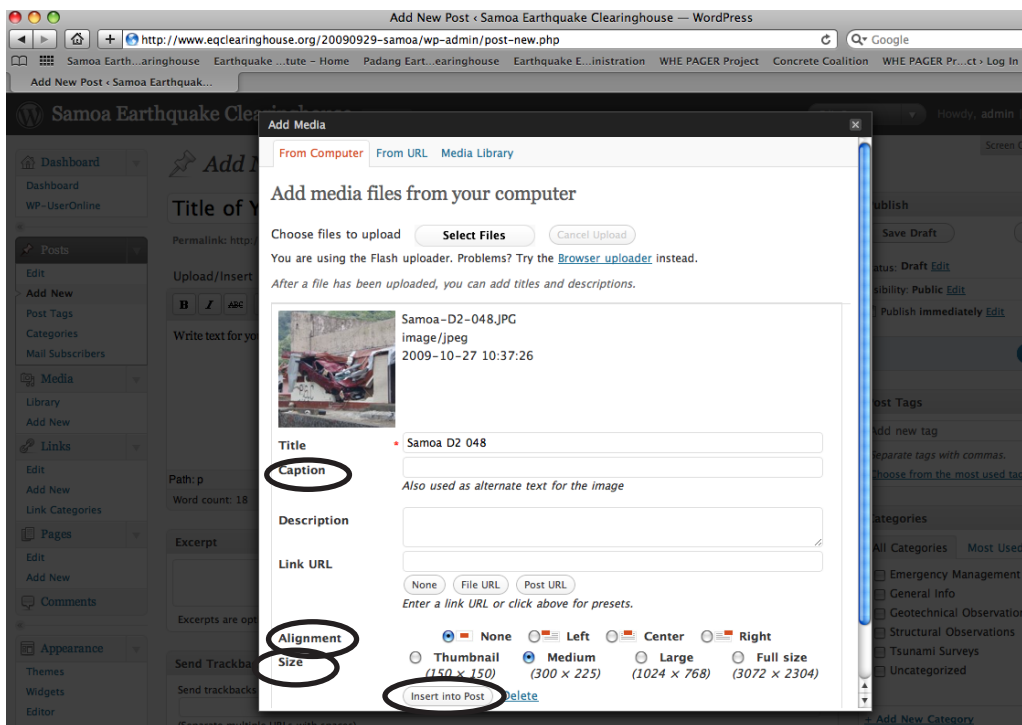 Add New Post ‹ Samoa Earthquake Clearinghouse — WordPress
http://www.eqclearinghouse.org/20090929-samoa/wp-admin/post-new.php
Google
Samoa Earth...aringhouse Earthquake ...tute – Home Padang Eart...earinghouse Earthquake E...inistration WHE PAGER Project Concrete Coalition WHE PAGER Pr...ct › Log In
Add New Post ‹ Samoa Earthquak...
Samoa Earthquake Clearinghouse
Howdy, admin |
Screen O
Add N
Title of Y
Permalink: http:/
Upload/Insert
B I ABC
Write text for you
Path: p
Word count: 18
Excerpt
Excerpts are opt
Send Trackba
Send trackbacks
(Separate multiple URLs with spaces)
Dashboard
Dashboard
WP-UserOnline
Posts
Edit
Add New
Post Tags
Categories
Mail Subscribers
Media
Library
Add New
Links
Edit
Add New
Link Categories
Pages
Edit
Add New
Comments
Appearance
Themes
Widgets
Editor
Add Media
From Computer From URL Media Library
Add media files from your computer
Choose files to upload Select Files Cancel Upload
You are using the Flash uploader. Problems? Try the Browser uploader instead.
After a file has been uploaded, you can add titles and descriptions.
Samoa-D2-048.JPG
image/jpeg
2009-10-27 10:37:26
Title * Samoa D2 048
Caption
Also used as alternate text for the image
Description
Link URL
None File URL Post URL
Enter a link URL or click above for presets.
Alignment None Left Center Right
Size Thumbnail Medium Large Full size
(150 × 150) (300 × 225) (1024 × 768) (3072 × 2304)
Insert into Post Delete
ublish
Save Draft
atus: Draft Edit
sibility: Public Edit
Publish immediately Edit
ost Tags
Add new tag
Separate tags with commas.
Choose from the most used tag
ategories
All Categories Most Used
Emergency Management
General Info
Geotechnical Observation
Structural Observations
Tsunami Surveys
Uncategorized
+ Add New Category